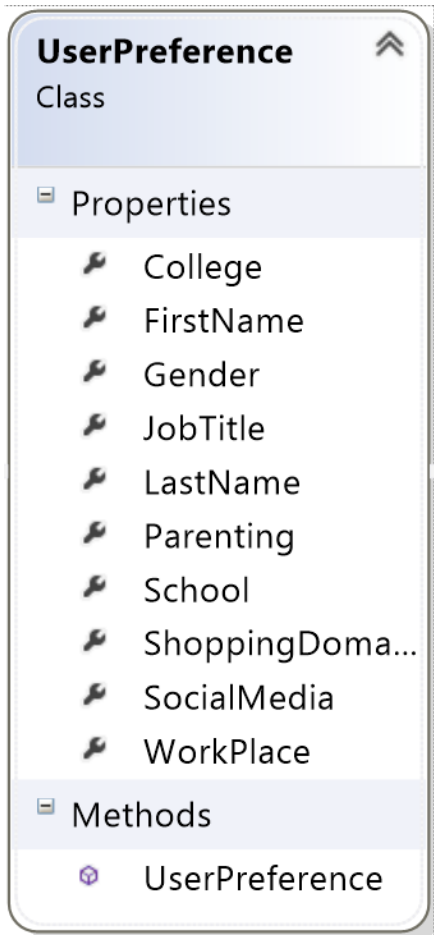 UserPreference
Class
Properties
College
FirstName
Gender
JobTitle
LastName
Parenting
School
ShoppingDoma...
SocialMedia
WorkPlace
Methods
UserPreference